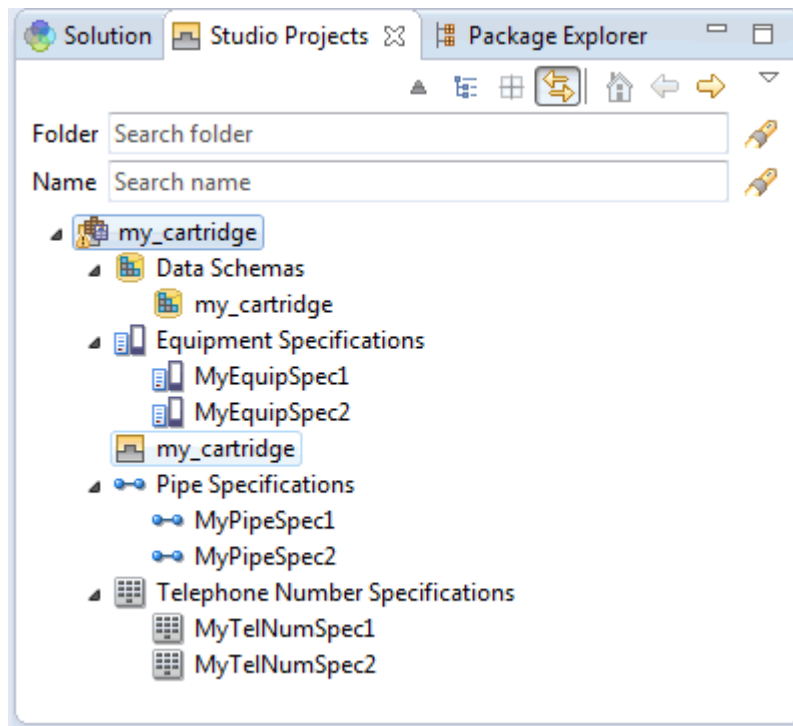 Solution Studio Projects Package Explorer
Folder Search folder
Name Search name
my_cartridge
Data Schemas
my_cartridge
Equipment Specifications
MyEquipSpec1
MyEquipSpec2
my_cartridge
Pipe Specifications
MyPipeSpec1
MyPipeSpec2
Telephone Number Specifications
MyTelNumSpec1
MyTelNumSpec2